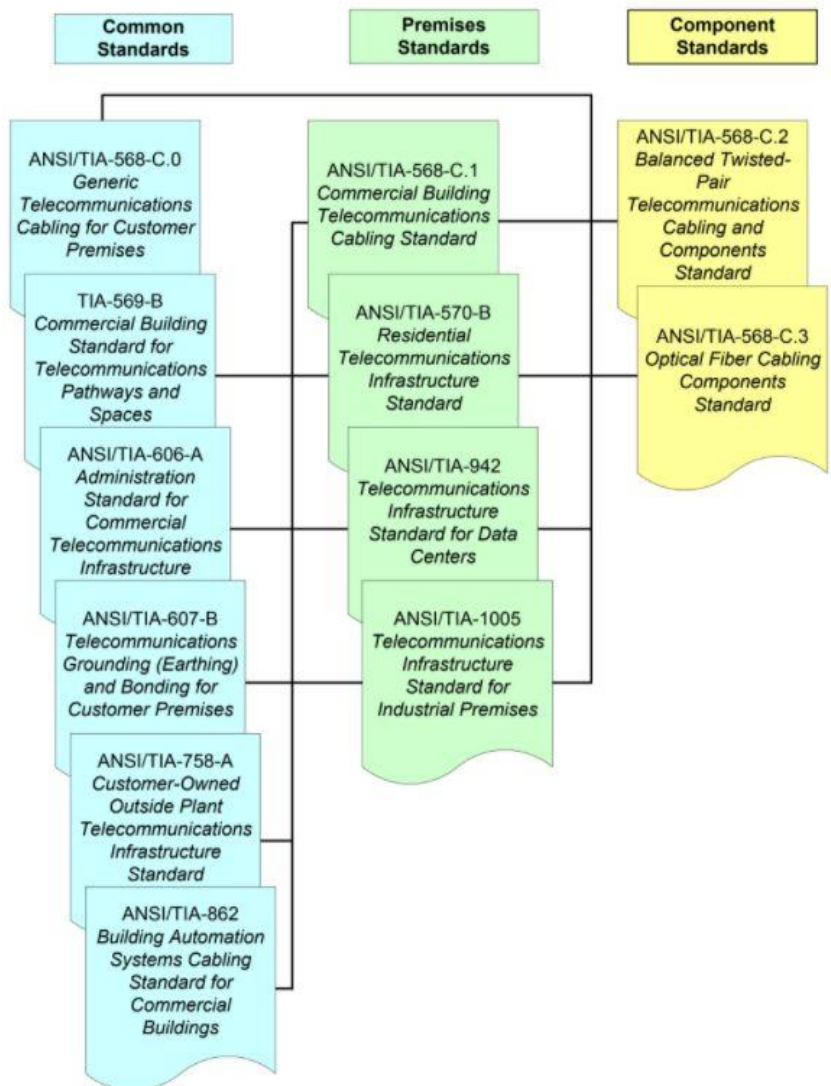 Common
Standards
Premises
Standards
Component
Standards
ANSI/TIA-568-C.0
Generic
Telecommunications
Cabling for Customer
Premises
TIA-569-B
Commercial Building
Standard for
Telecommunications
Pathways and
Spaces
ANSI/TIA-606-A
Administration
Standard for
Commercial
Telecommunications
Infrastructure
ANSI/TIA-607-B
Telecommunications
Grounding (Earthing)
and Bonding for
Customer Premises
ANSI/TIA-758-A
Customer-Owned
Outside Plant
Telecommunications
Infrastructure
Standard
ANSI/TIA-862
Building Automation
Systems Cabling
Standard for
Commercial
Buildings
ANSI/TIA-568-C.1
Commercial Building
Telecommunications
Cabling Standard
ANSI/TIA-570-B
Residential
Telecommunications
Infrastructure
Standard
ANSI/TIA-942
Telecommunications
Infrastructure
Standard for Data
Centers
ANSI/TIA-1005
Telecommunications
Infrastructure
Standard for
Industrial Premises
ANSI/TIA-568-C.2
Balanced Twisted-
Pair
Telecommunications
Cabling and
Components
Standard
ANSI/TIA-568-C.3
Optical Fiber Cabling
Components
Standard